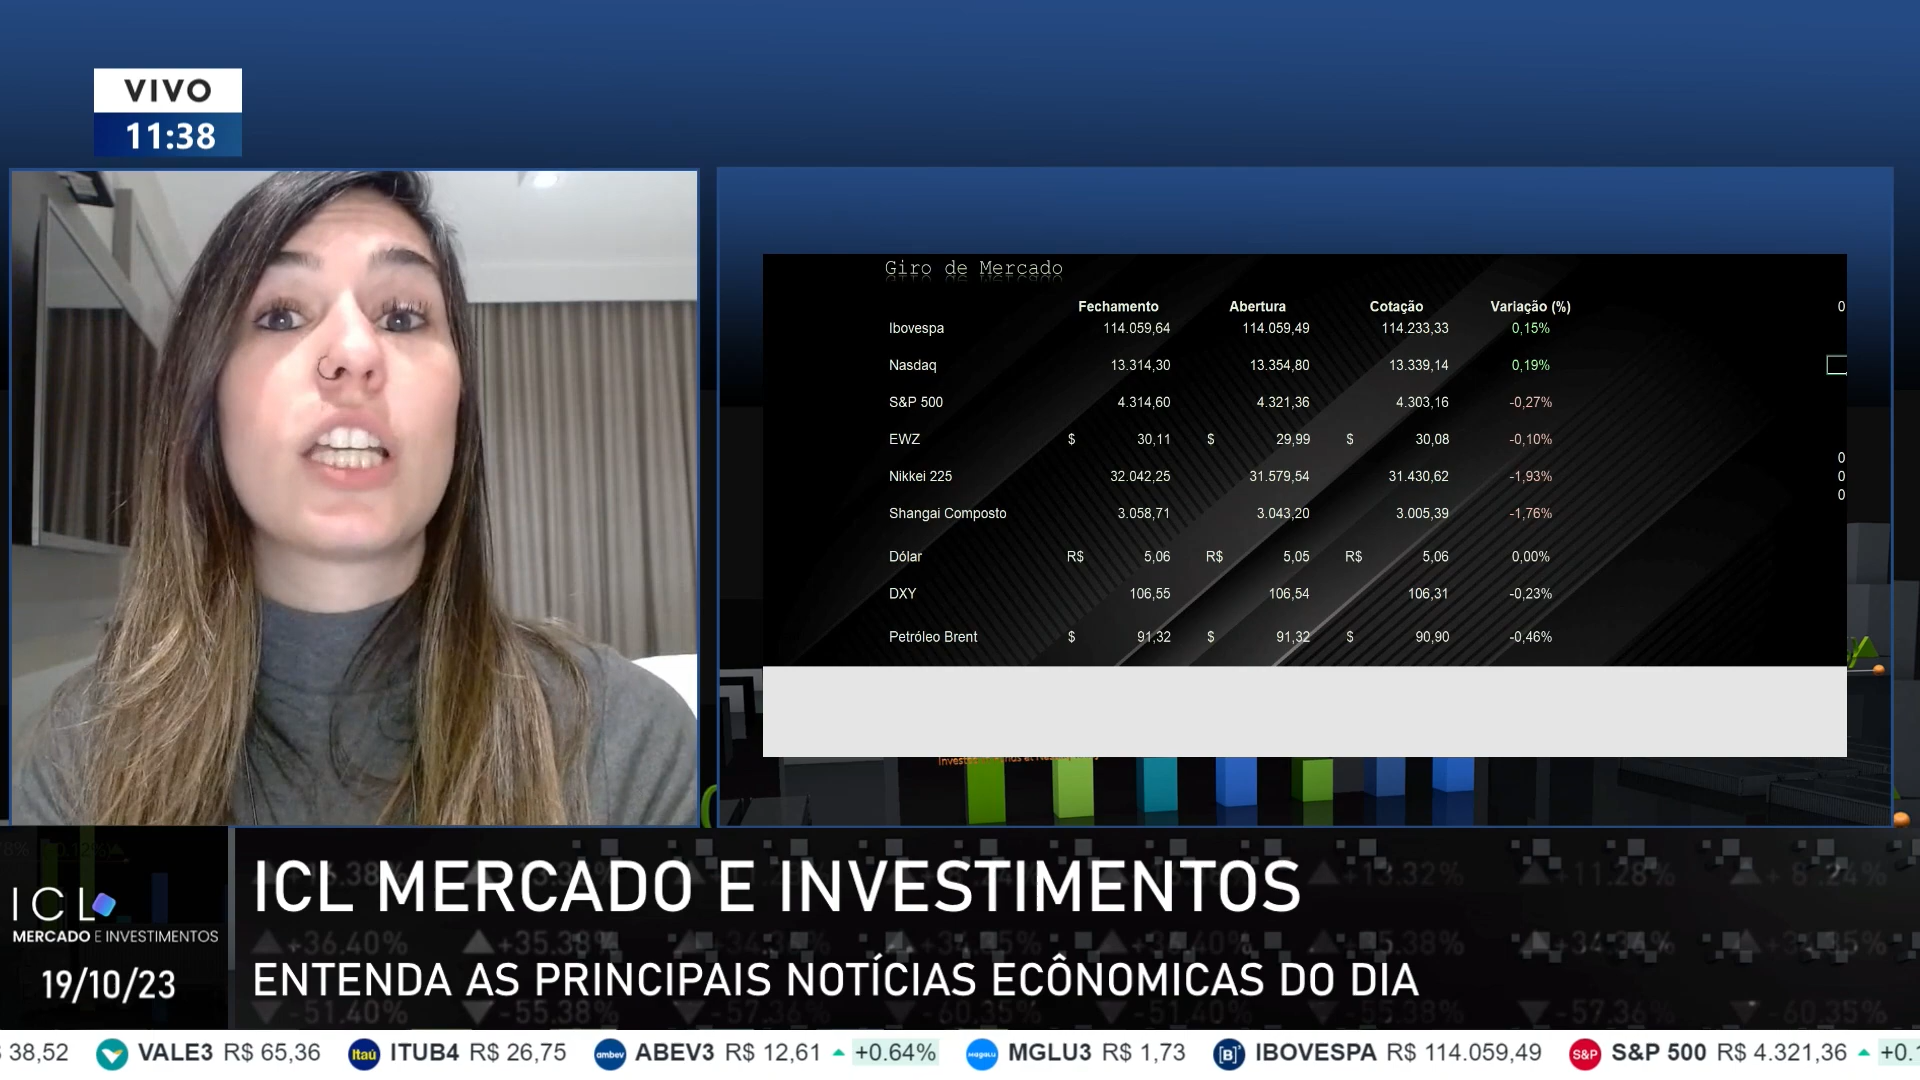 VIVO
11:38
Giro de Mercado
Fechamento Abertura Cotação Variação (%) 0
Ibovespa 114.059,64 114.059,49 114.233,33 0,15%
Nasdaq 13.314,30 13.354,80 13.339,14 0,19%
S&P 500 4.314,60 4.321,36 4.303,16 -0,27%
EWZ $ 30,11 $ 29,99 $ 30,08 -0,10%
0
Nikkei 225 32.042,25 31.579,54 31.430,62 -1,93% 0
0
Shangai Composto 3.058,71 3.043,20 3.005,39 -1,76%
Dólar R$ 5,06 R$ 5,05 R$ 5,06 0,00%
DXY 106,55 106,54 106,31 -0,23%
Petróleo Brent $ 91,32 $ 91,32 $ 90,90 -0,46%
ICL MERCADO E INVESTIMENTOS
ENTENDA AS PRINCIPAIS NOTÍCIAS ECÔNOMICAS DO DIA
ICL
MERCADO E INVESTIMENTOS
19/10/23
38,52 VALE3 R$ 65,36 Itaú ITUB4 R$ 26,75 ambev ABEV3 R$ 12,61 +0.64% MGLU3 R$ 1,73 [B]³ IBOVESPA R$ 114.059,49 S&P S&P 500 R$ 4.321,36